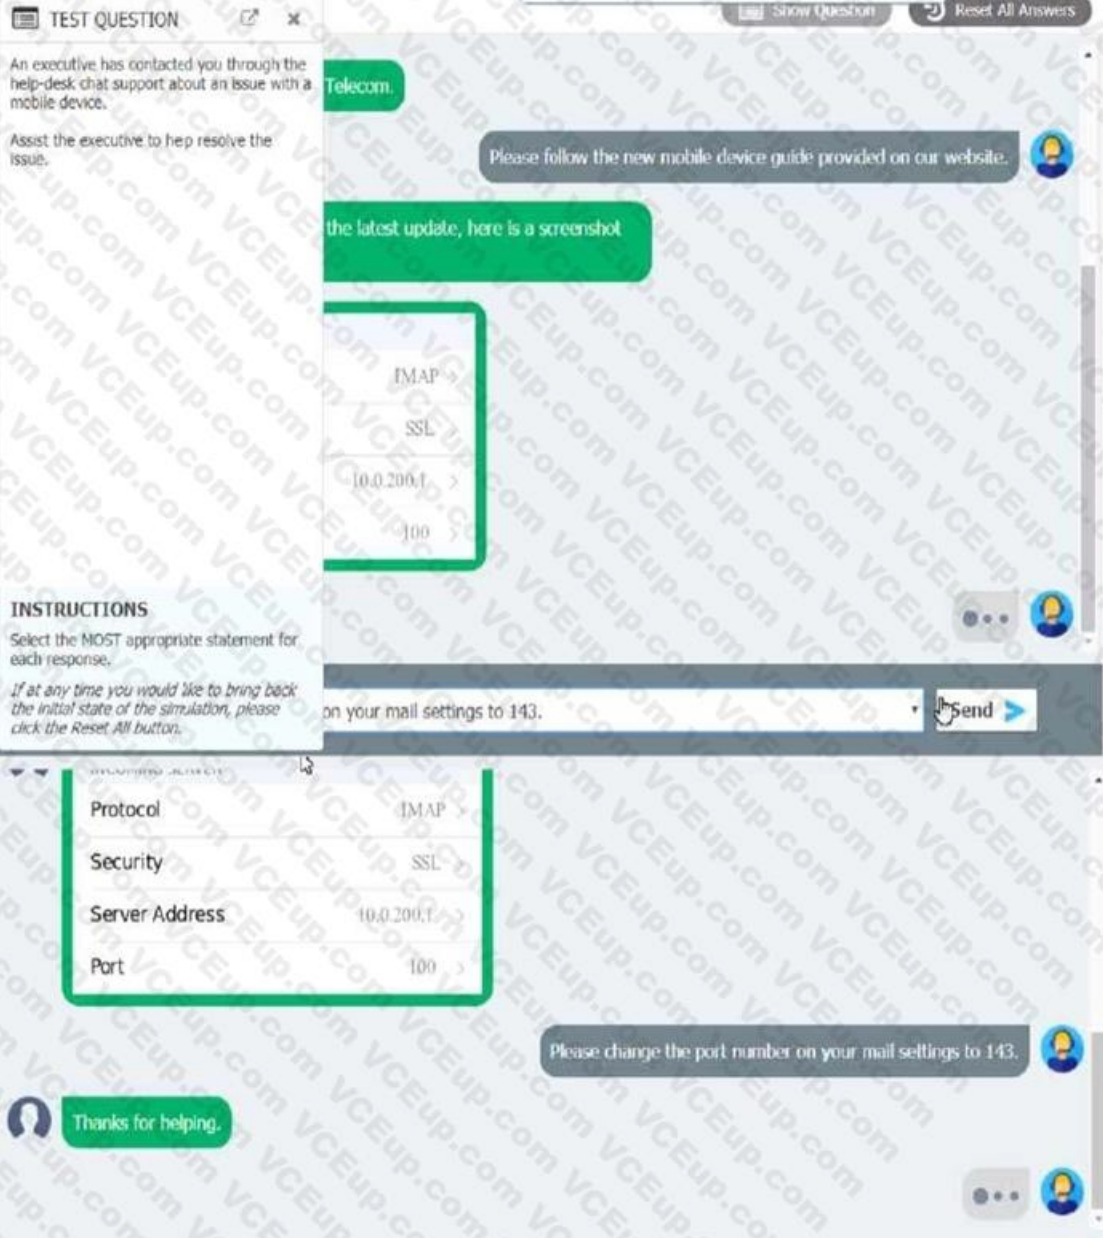 TEST QUESTION
Show Question
Reset All Answers
An executive has contacted you through the
help-desk chat support about an issue with a
mobile device.
Assist the executive to hep resolve the
issue.
Telecom.
Please follow the new mobile device guide provided on our website.
the latest update, here is a screenshot
IMAP
SSL
10.0.200.1
100
INSTRUCTIONS
Select the MOST appropriate statement for
each response.
If at any time you would like to bring back
the initial state of the simulation, please
click the Reset All button.
on your mail settings to 143.
Send
INCOMING SERVER
Protocol IMAP
Security SSL
Server Address 10.0.200.1
Port 100
Please change the port number on your mail settings to 143.
Thanks for helping.
VCEup.com